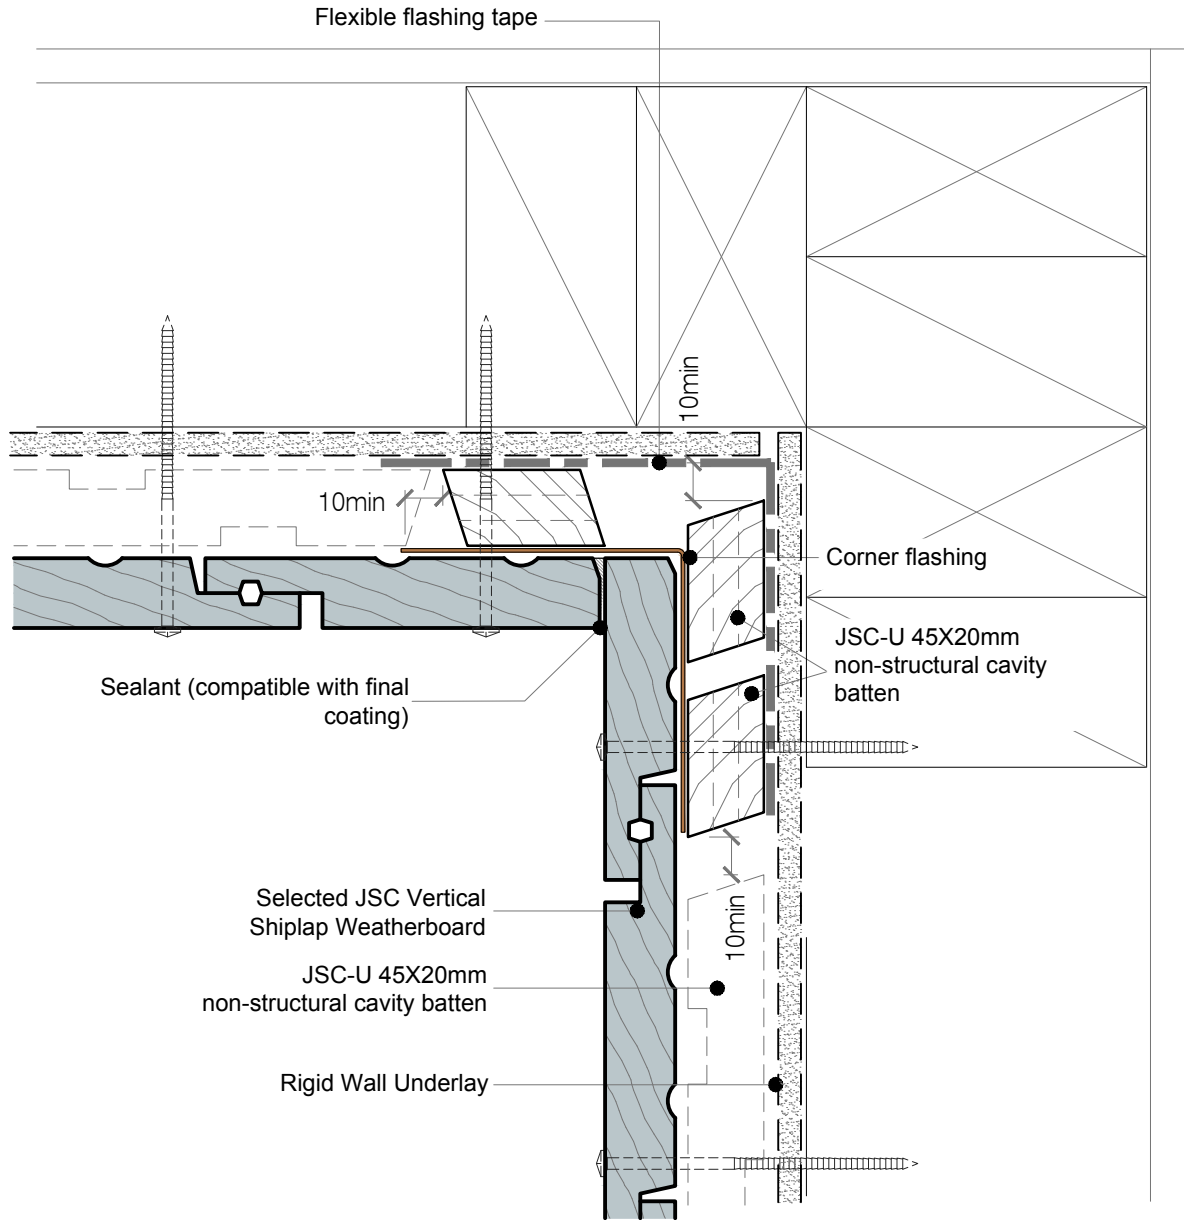 Flexible flashing tape
10min
10min
Corner flashing
JSC-U 45X20mm
non-structural cavity
batten
Sealant (compatible with final
coating)
Selected JSC Vertical
Shiplap Weatherboard
10min
JSC-U 45X20mm
non-structural cavity batten
Rigid Wall Underlay